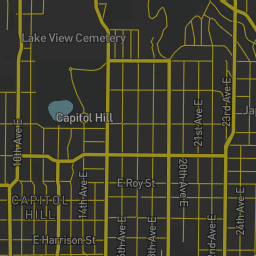 Lake View Cemetery
Capitol Hill
10th Ave E
21st Ave E
23rd Ave E
E Roy St
CAPITOL
HILL
14th Ave E
20th Ave E
24th Ave E
E Harrison St